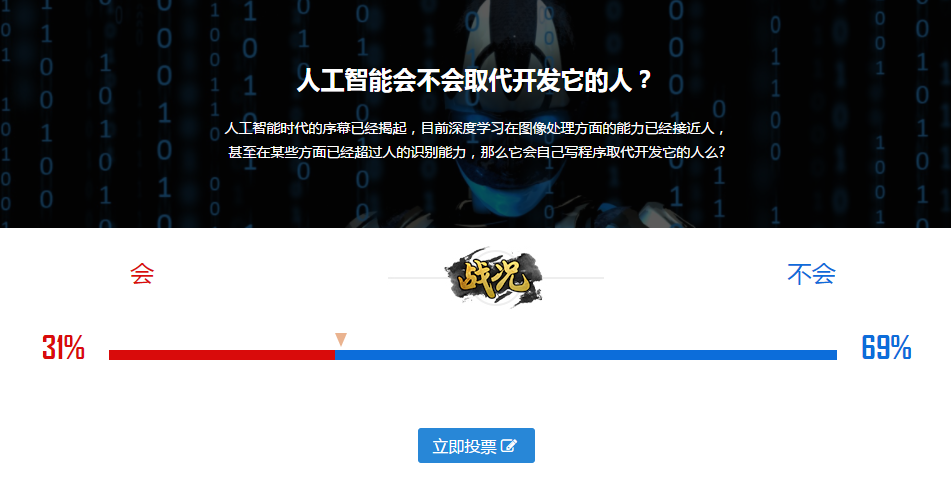 人工智能会不会取代开发它的人？
人工智能时代的序幕已经揭起，目前深度学习在图像处理方面的能力已经接近人，
甚至在某些方面已经超过人的识别能力，那么它会自己写程序取代开发它的人么?
会
战况
不会
31%
69%
立即投票